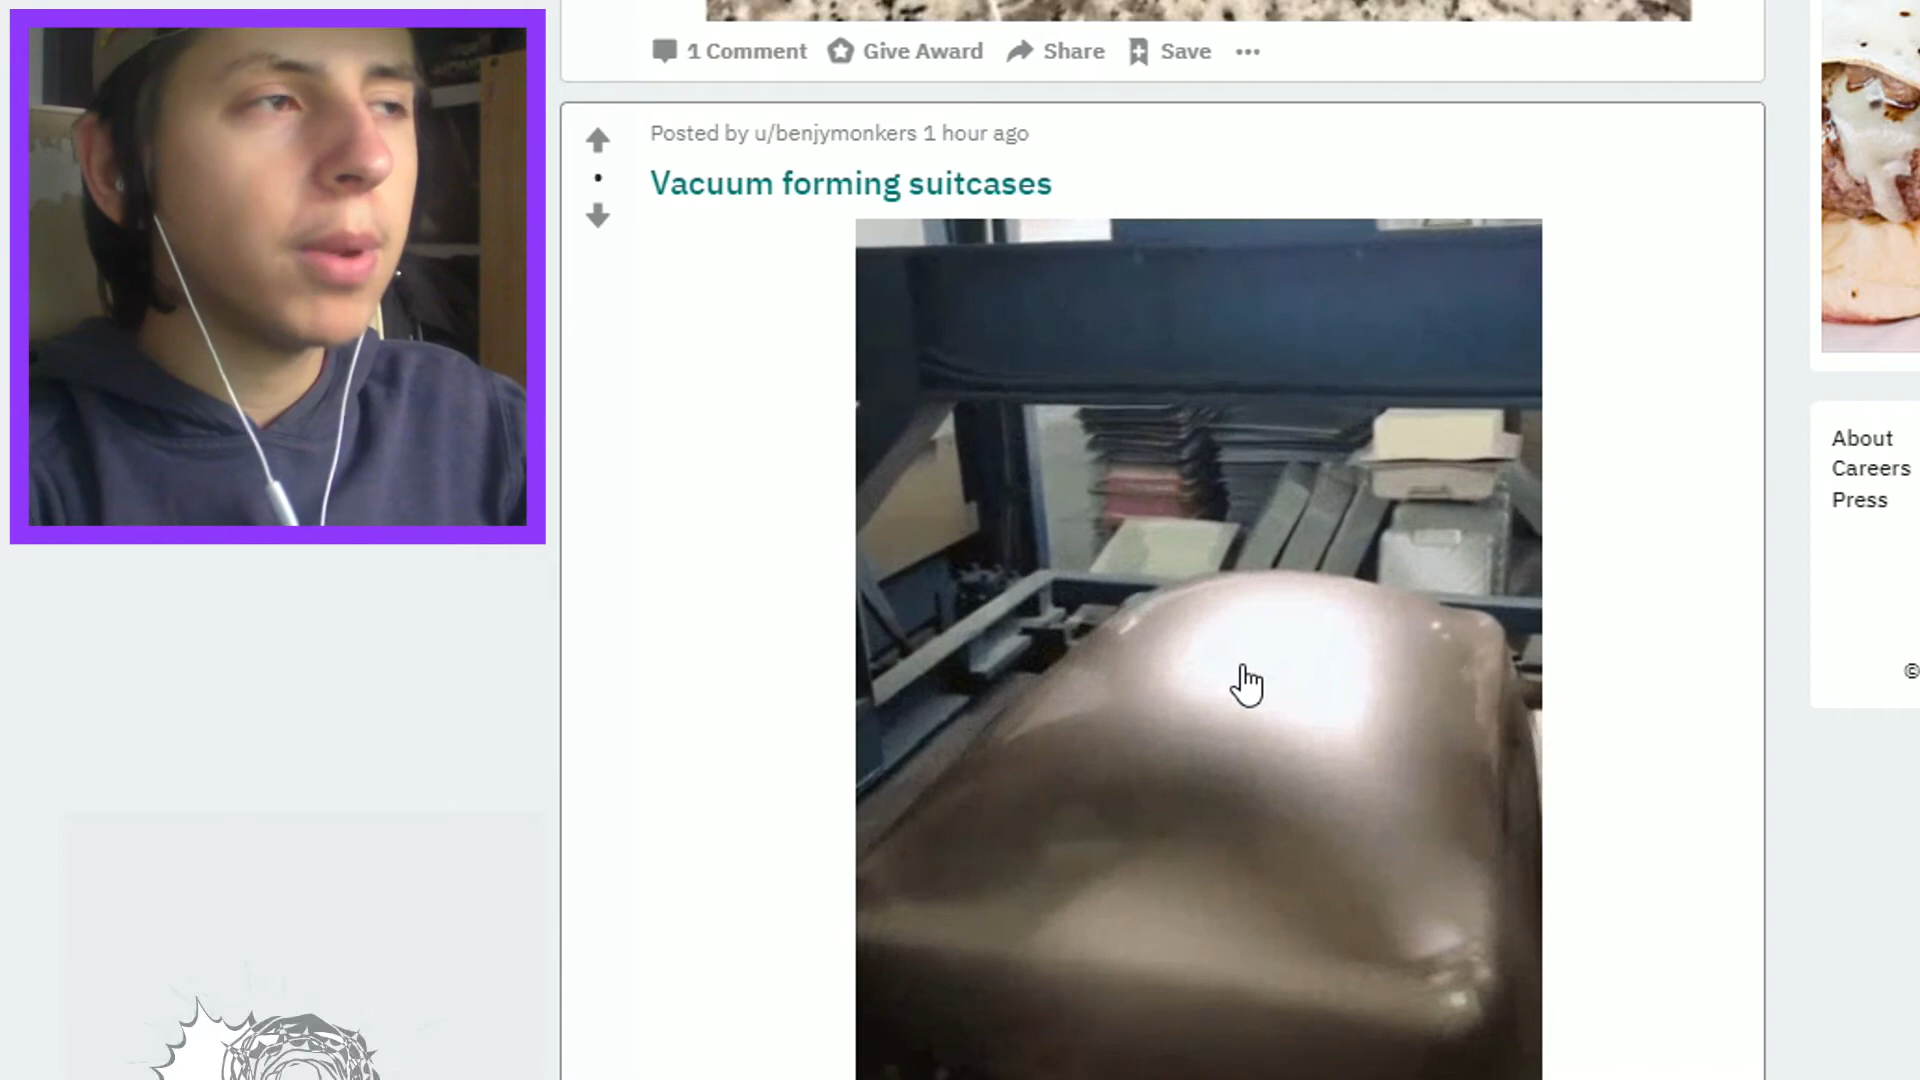 1 Comment Give Award Share Save
Posted by u/benjymonkers 1 hour ago
Vacuum forming suitcases
About
Careers
Press
©